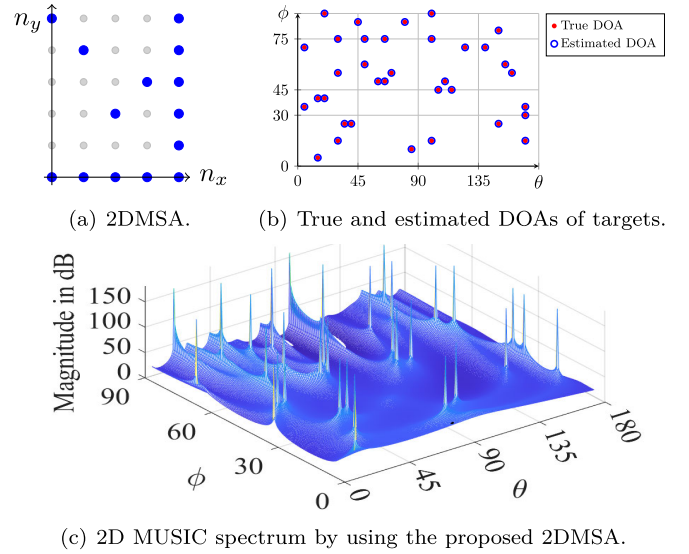 n_y
n_x
(a) 2DMSA.
ϕ
90
75
45
30
0
0 45 90 135 θ
True DOA
Estimated DOA
(b) True and estimated DOAs of targets.
Magnitude in dB
150
100
50
0
90
60
30
0
ϕ
0
45
90
135
180
θ
(c) 2D MUSIC spectrum by using the proposed 2DMSA.